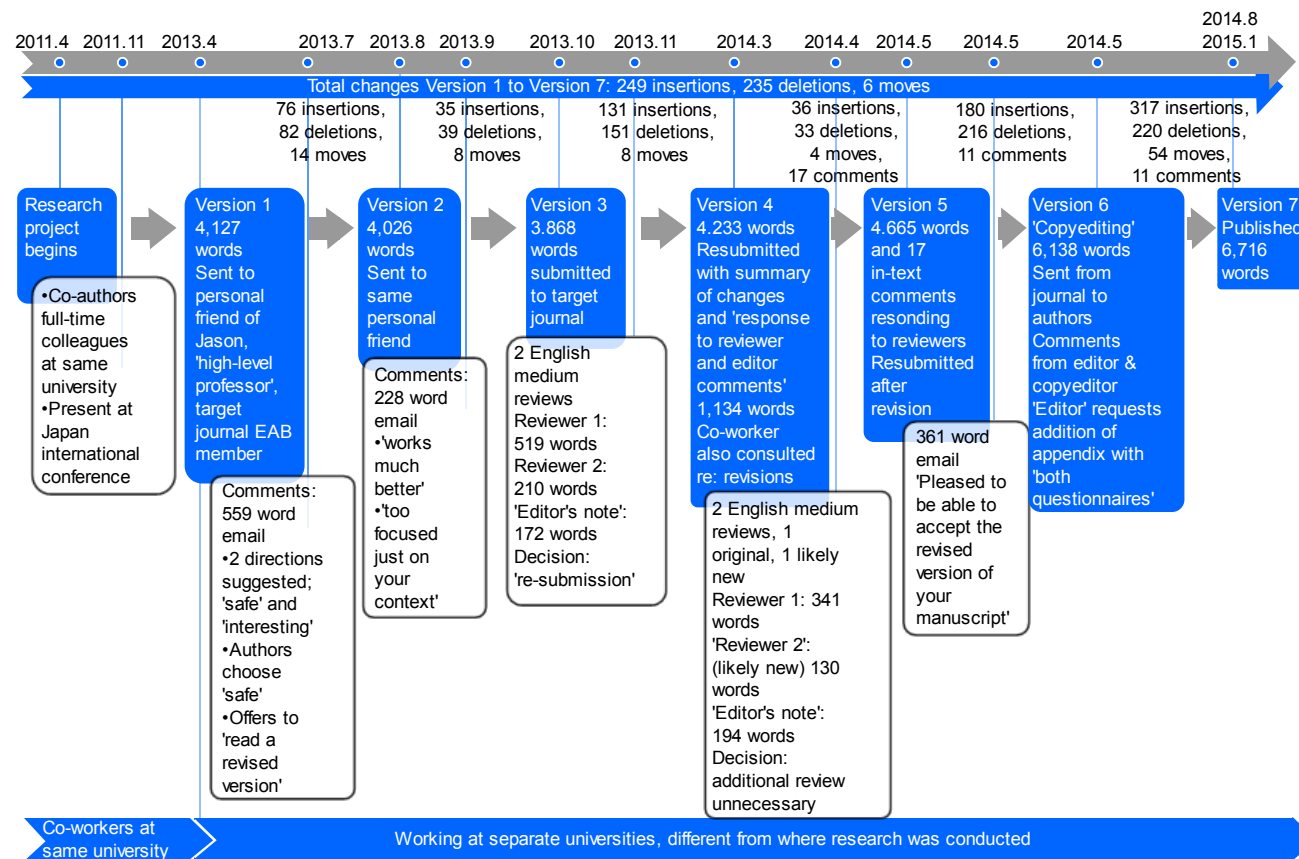 2014.8
2011.4 2011.11 2013.4 2013.7 2013.8 2013.9 2013.10 2013.11 2014.3 2014.4 2014.5 2014.5 2014.5 2015.1
Total changes Version 1 to Version 7: 249 insertions, 235 deletions, 6 moves
76 insertions,
82 deletions,
14 moves
35 insertions,
39 deletions,
8 moves
131 insertions,
151 deletions,
8 moves
36 insertions,
33 deletions,
4 moves,
17 comments
180 insertions,
216 deletions,
11 comments
317 insertions,
220 deletions,
54 moves,
11 comments
Research
project
begins
•Co-authors
full-time
colleagues
at same
university
•Present at
Japan
international
conference
Version 1
4,127
words
Sent to
personal
friend of
Jason,
'high-level
professor',
target
journal EAB
member
Comments:
559 word
email
•2 directions
suggested;
'safe' and
'interesting'
•Authors
choose
'safe'
•Offers to
'read a
revised
version'
Version 2
4,026
words
Sent to
same
personal
friend
Comments:
228 word
email
•'works
much
better'
•'too
focused
just on
your
context'
Version 3
3.868
words
submitted
to target
journal
2 English
medium
reviews
Reviewer 1:
519 words
Reviewer 2:
210 words
'Editor's note':
172 words
Decision:
're-submission'
Version 4
4.233 words
Resubmitted
with summary
of changes
and 'response
to reviewer
and editor
comments'
1,134 words
Co-worker
also consulted
re: revisions
2 English medium
reviews, 1
original, 1 likely
new
Reviewer 1: 341
words
'Reviewer 2':
(likely new) 130
words
'Editor's note':
194 words
Decision:
additional review
unnecessary
Version 5
4.665 words
and 17
in-text
comments
resonding
to reviewers
Resubmitted
after
revision
361 word
email
'Pleased to
be able to
accept the
revised
version of
your
manuscript'
Version 6
'Copyediting'
6,138 words
Sent from
journal to
authors
Comments
from editor &
copyeditor
'Editor' requests
addition of
appendix with
'both
questionnaires'
Version 7
Published
6,716
words
Co-workers at
same university
Working at separate universities, different from where research was conducted